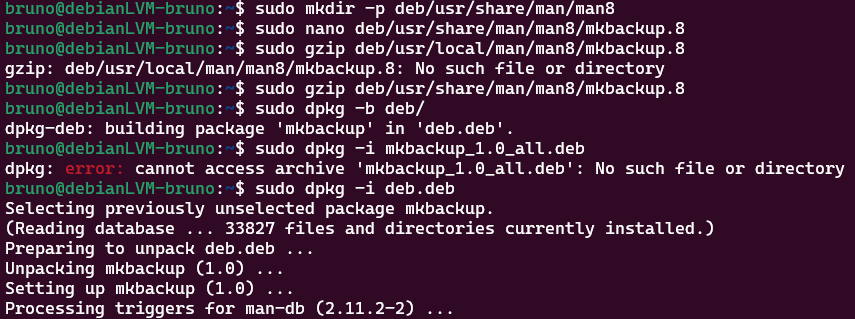 bruno@debianLVM-bruno:~$ sudo mkdir -p deb/usr/share/man/man8
bruno@debianLVM-bruno:~$ sudo nano deb/usr/share/man/man8/mkbackup.8
bruno@debianLVM-bruno:~$ sudo gzip deb/usr/local/man/man8/mkbackup.8
gzip: deb/usr/local/man/man8/mkbackup.8: No such file or directory
bruno@debianLVM-bruno:~$ sudo gzip deb/usr/share/man/man8/mkbackup.8
bruno@debianLVM-bruno:~$ sudo dpkg -b deb/
dpkg-deb: building package 'mkbackup' in 'deb.deb'.
bruno@debianLVM-bruno:~$ sudo dpkg -i mkbackup_1.0_all.deb
dpkg: error: cannot access archive 'mkbackup_1.0_all.deb': No such file or directory
bruno@debianLVM-bruno:~$ sudo dpkg -i deb.deb
Selecting previously unselected package mkbackup.
(Reading database ... 33827 files and directories currently installed.)
Preparing to unpack deb.deb ...
Unpacking mkbackup (1.0) ...
Setting up mkbackup (1.0) ...
Processing triggers for man-db (2.11.2-2) ...